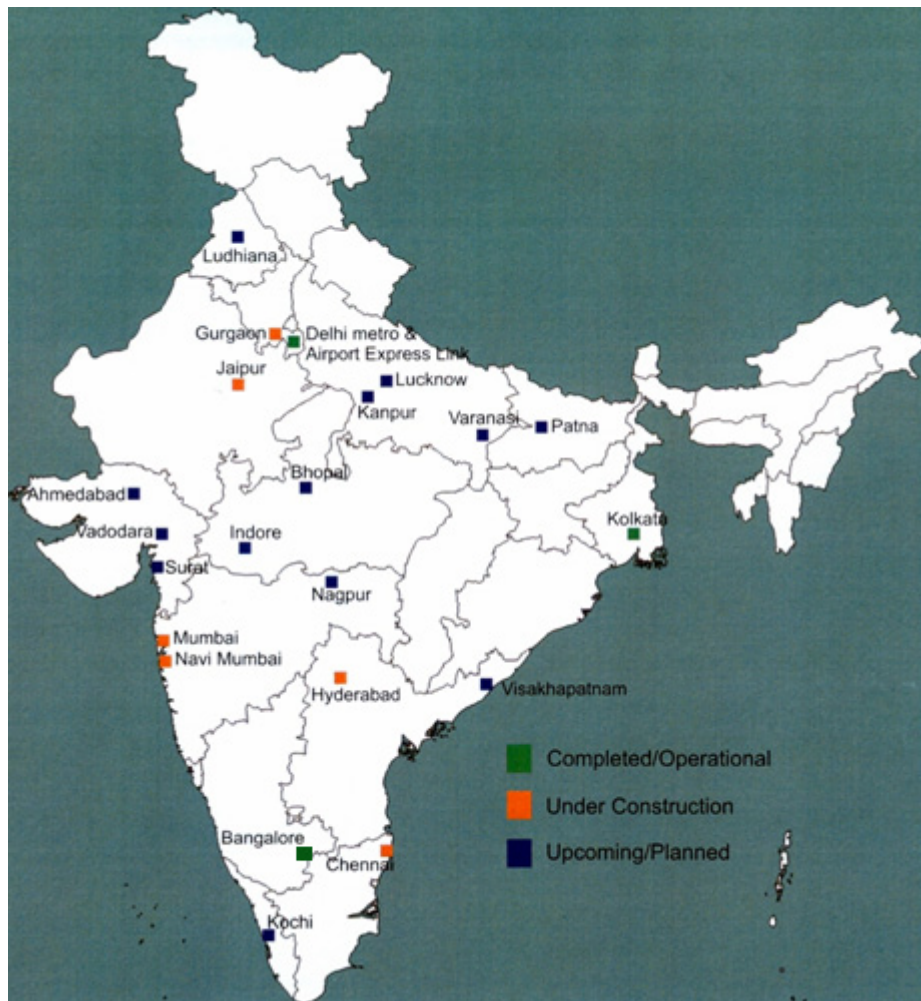 Ludhiana
Gurgaon
Delhi metro &
Airport Express Link
Jaipur
Lucknow
Kanpur
Varanasi
Patna
Bhopal
Ahmedabad
Vadodara
Indore
Kolkata
Surat
Nagpur
Mumbai
Navi Mumbai
Hyderabad
Visakhapatnam
Completed/Operational
Under Construction
Bangalore
Chennai
Upcoming/Planned
Kochi